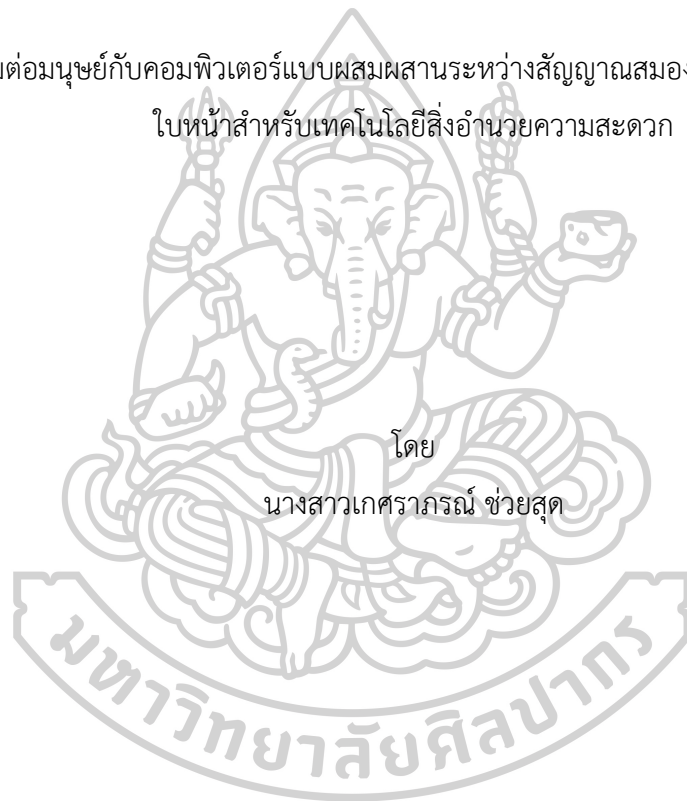 มต่อมนุษย์กับคอมพิวเตอร์แบบผสมผสานระหว่างสัญญาณสมอง
ใบหน้าสำหรับเทคโนโลยีสิ่งอำนวยความสะดวก
โดย
นางสาวเกศราภรณ์ ช่วยสุด
มหาวิทยาลัยศิลปากร